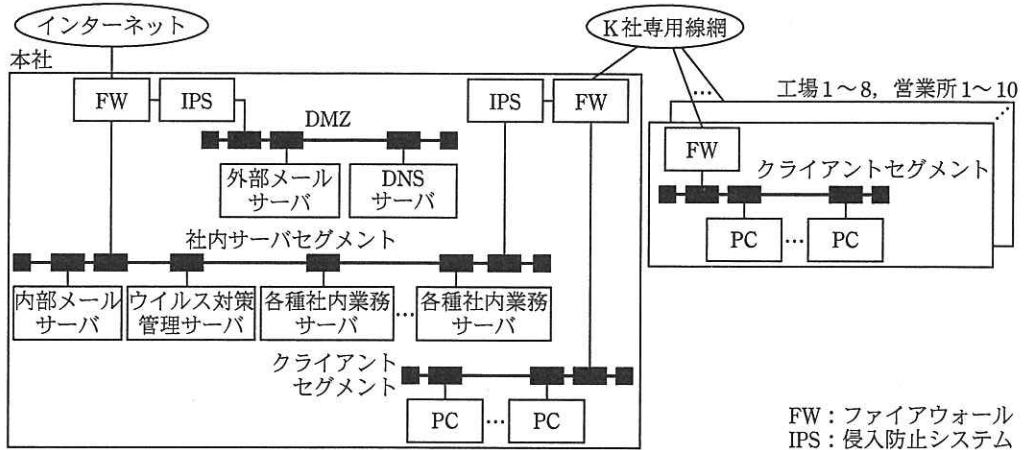 インターネット
K社専用線網
本社
工場1～8，営業所1～10
FW
IPS
IPS
FW
DMZ
FW
クライアントセグメント
外部メール
サーバ
DNS
サーバ
PC
…
PC
社内サーバセグメント
内部メール
サーバ
ウイルス対策
管理サーバ
各種社内業務
サーバ
…
各種社内業務
サーバ
クライアント
セグメント
PC
…
PC
FW：ファイアウォール
IPS：侵入防止システム